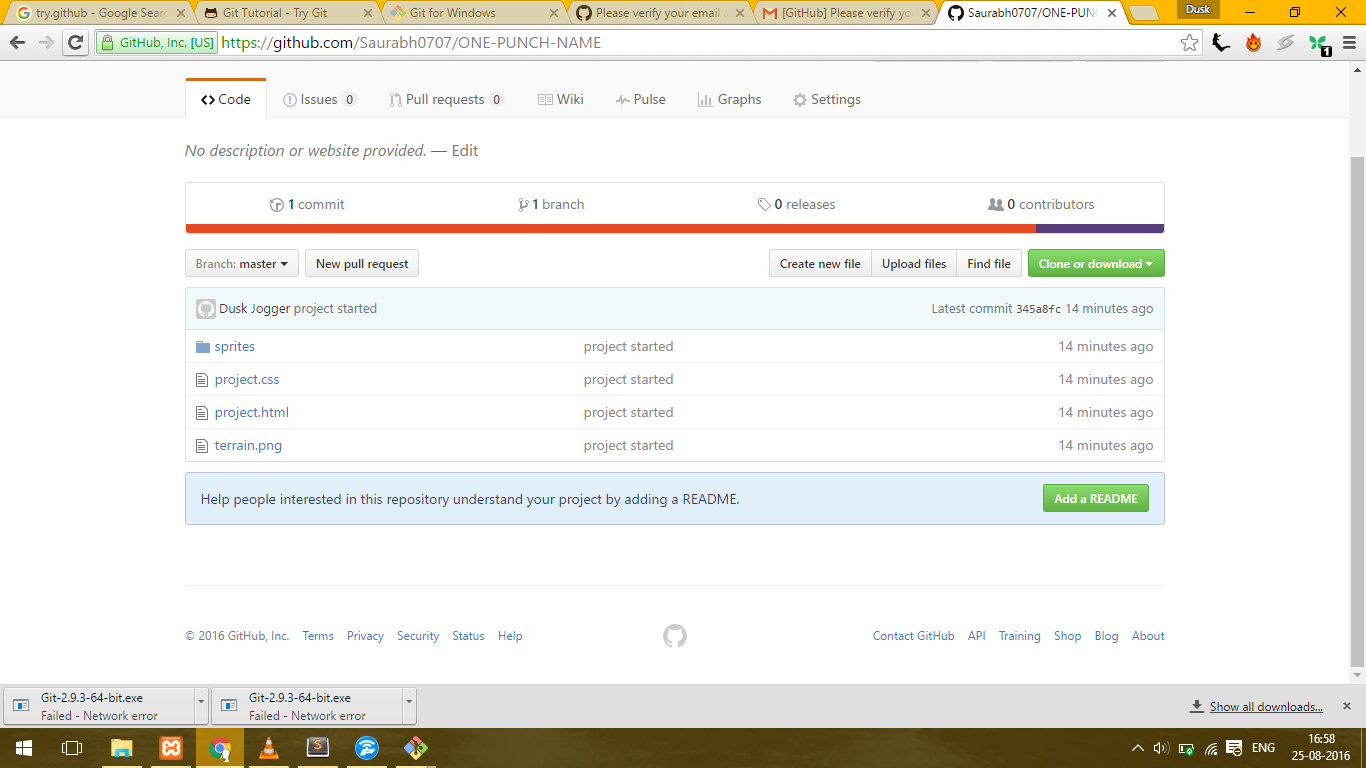 try.github - Google Sear
Git Tutorial - Try Git
Git for Windows
Please verify your email a
[GitHub] Please verify yo
Saurabh0707/ONE-PUNC
Dusk
GitHub, Inc. [US] https://github.com/Saurabh0707/ONE-PUNCH-NAME
1
Code
Issues 0
Pull requests 0
Wiki
Pulse
Graphs
Settings
No description or website provided. — Edit
1 commit
1 branch
0 releases
0 contributors
Branch: master
New pull request
Create new file
Upload files
Find file
Clone or download
Dusk Jogger project started
Latest commit 345a8fc 14 minutes ago
sprites project started 14 minutes ago
project.css project started 14 minutes ago
project.html project started 14 minutes ago
terrain.png project started 14 minutes ago
Help people interested in this repository understand your project by adding a README.
Add a README
© 2016 GitHub, Inc. Terms Privacy Security Status Help
Contact GitHub API Training Shop Blog About
Git-2.9.3-64-bit.exe
Failed - Network error
Git-2.9.3-64-bit.exe
Failed - Network error
Show all downloads...
S
ENG
16:58
25-08-2016